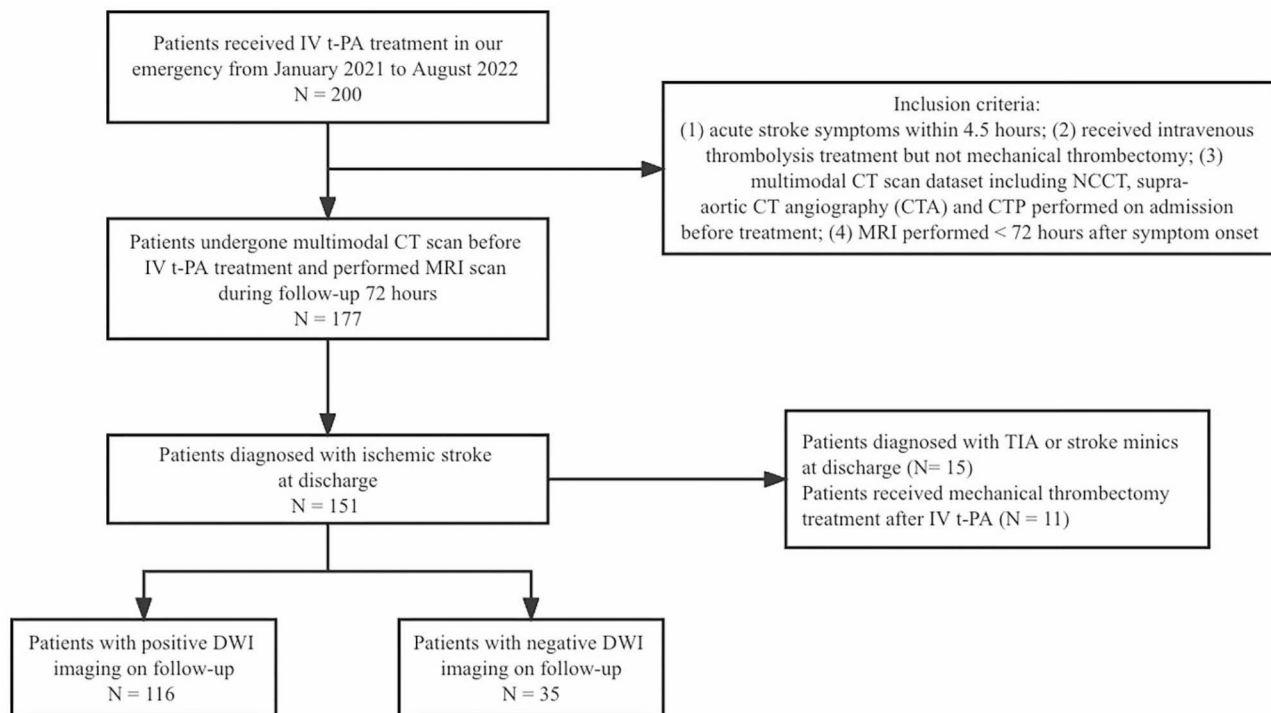 Patients received IV t-PA treatment in our
emergency from January 2021 to August 2022
N = 200
Inclusion criteria:
(1) acute stroke symptoms within 4.5 hours; (2) received intravenous
thrombolysis treatment but not mechanical thrombectomy; (3)
multimodal CT scan dataset including NCCT, supra-
aortic CT angiography (CTA) and CTP performed on admission
before treatment; (4) MRI performed < 72 hours after symptom onset
Patients undergone multimodal CT scan before
IV t-PA treatment and performed MRI scan
during follow-up 72 hours
N = 177
Patients diagnosed with ischemic stroke
at discharge
N = 151
Patients diagnosed with TIA or stroke minics
at discharge (N= 15)
Patients received mechanical thrombectomy
treatment after IV t-PA (N = 11)
Patients with positive DWI
imaging on follow-up
N = 116
Patients with negative DWI
imaging on follow-up
N = 35